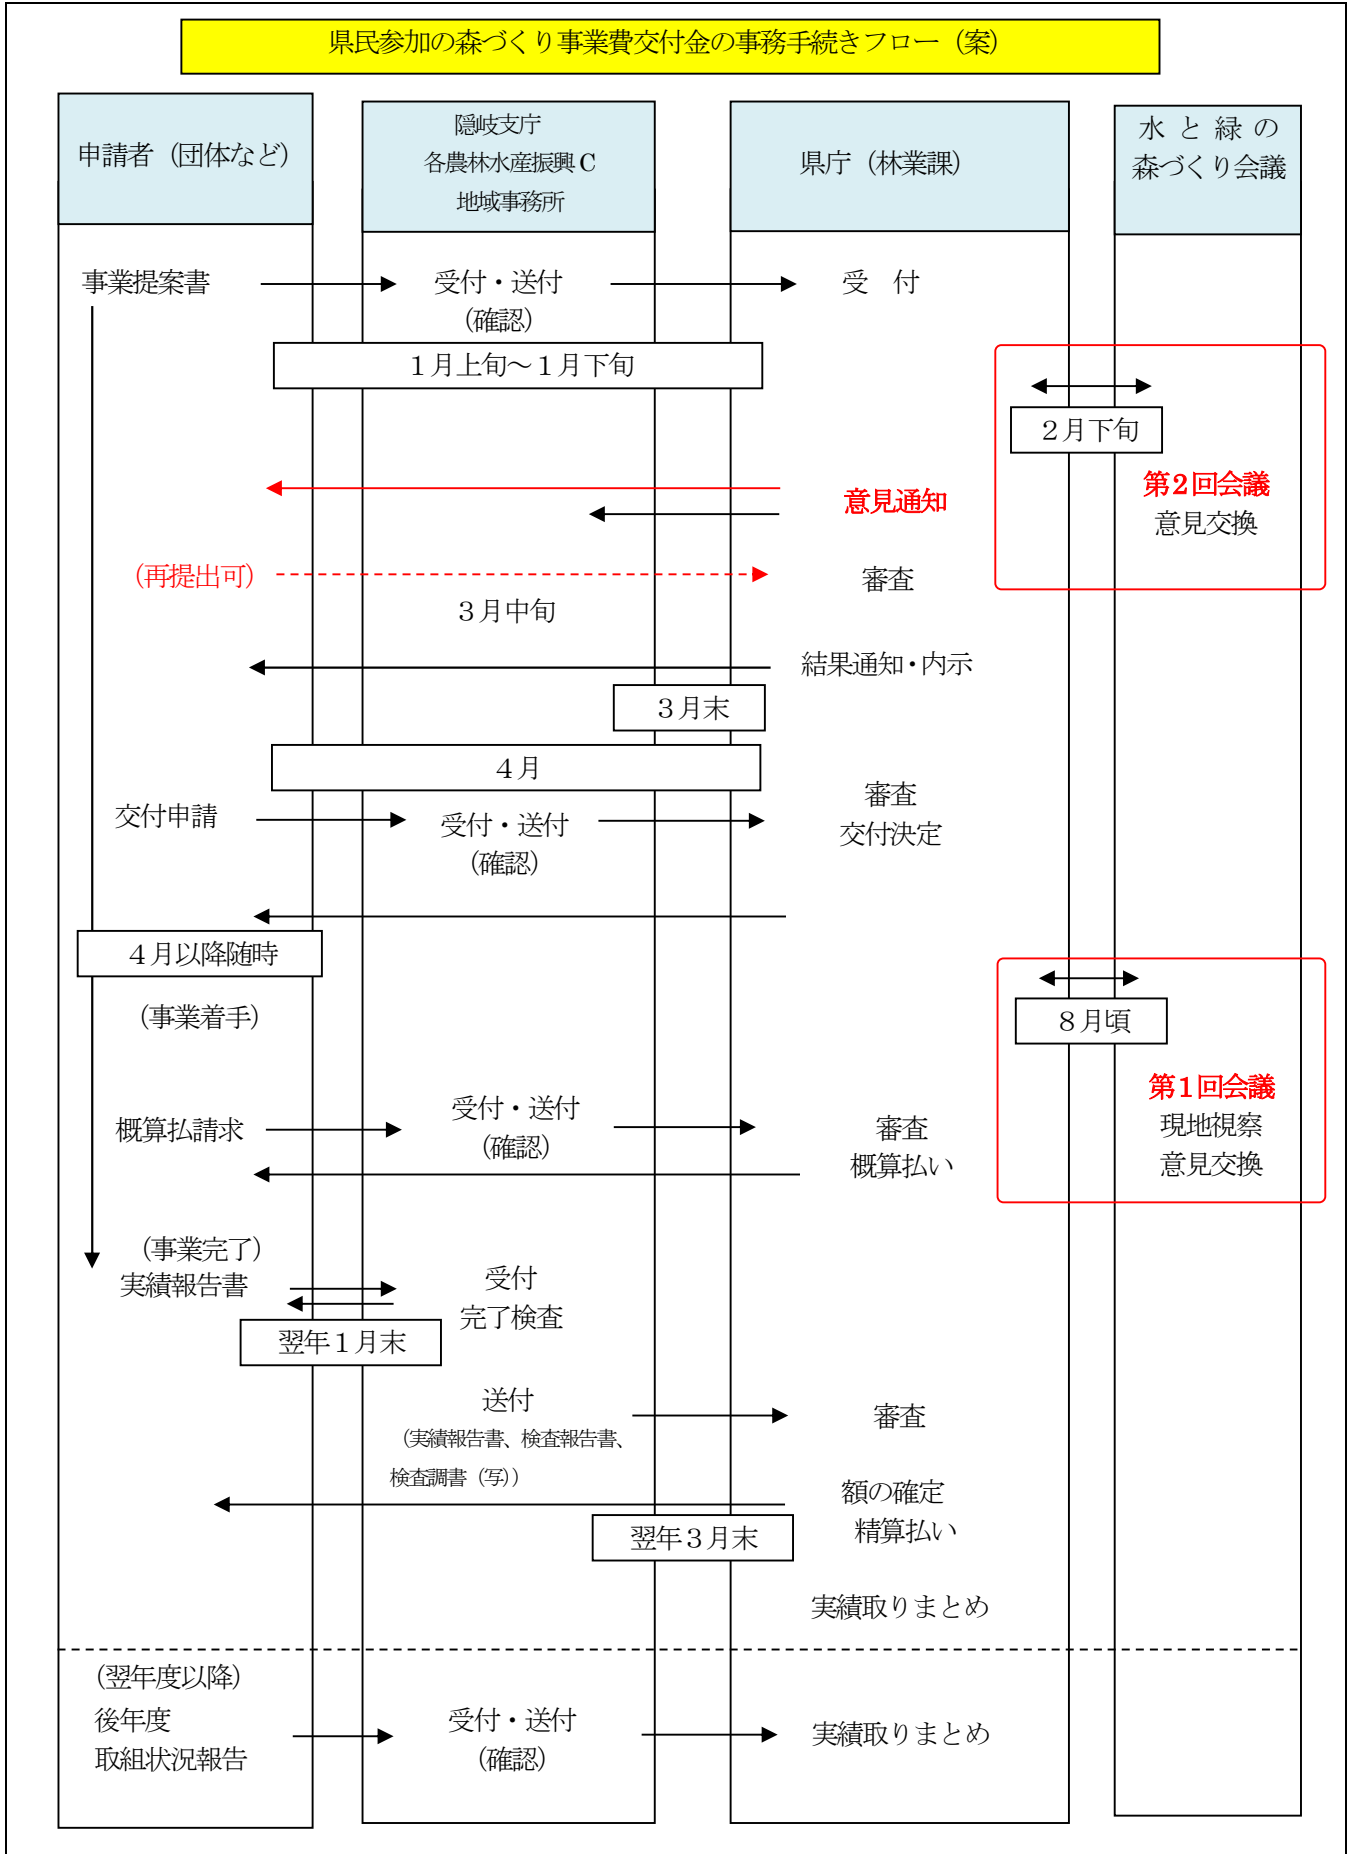 県民参加の森づくり事業費交付金の事務手続きフロー（案）
申請者（団体など）
隠岐支庁
各農林水産振興C
地域事務所
県庁（林業課）
水と緑の
森づくり会議
事業提案書
受付・送付
（確認）
受　付
１月上旬～１月下旬
２月下旬
第2回会議
意見交換
意見通知
（再提出可）
審査
３月中旬
結果通知・内示
３月末
４月
交付申請
受付・送付
（確認）
審査
交付決定
４月以降随時
（事業着手）
８月頃
第1回会議
現地視察
意見交換
概算払請求
受付・送付
（確認）
審査
概算払い
（事業完了）
実績報告書
受付
完了検査
翌年１月末
送付
（実績報告書、検査報告書、
検査調書（写））
審査
額の確定
精算払い
翌年３月末
実績取りまとめ
（翌年度以降）
後年度
取組状況報告
受付・送付
（確認）
実績取りまとめ